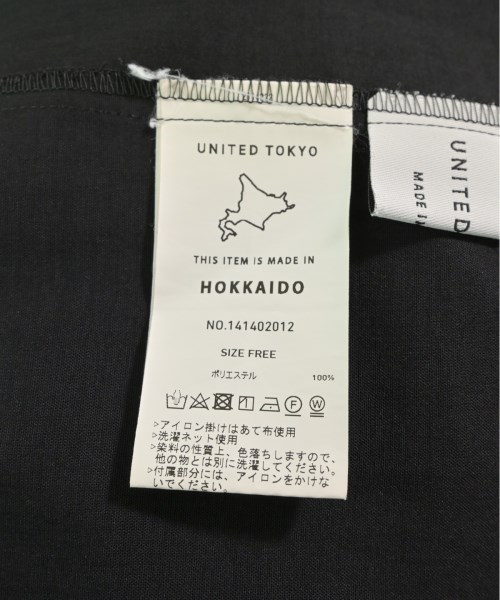 UNITED TOKYO
THIS ITEM IS MADE IN
HOKKAIDO
NO.141402012
SIZE FREE
ポリエステル 100%
F W
>アイロン掛けはあて布使用
>洗濯ネット使用
>染料の性質上、色落ちしますので、
他の物とは別に洗濯してください。
>付属部分には、アイロンをかけな
いでください。
UNITED
MADE IN